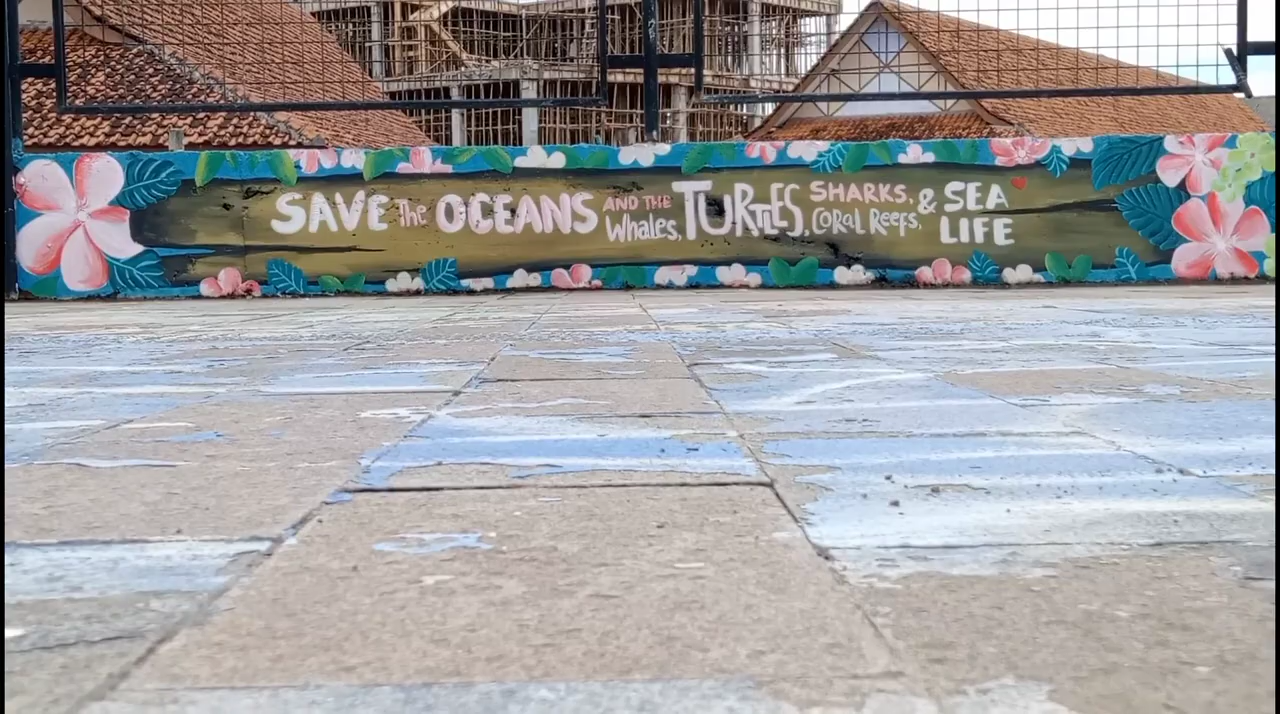 SAVE The OCEANS AND THE Whales, TURTLES, SHARKS, CORAL Reefs, & SEA LIFE